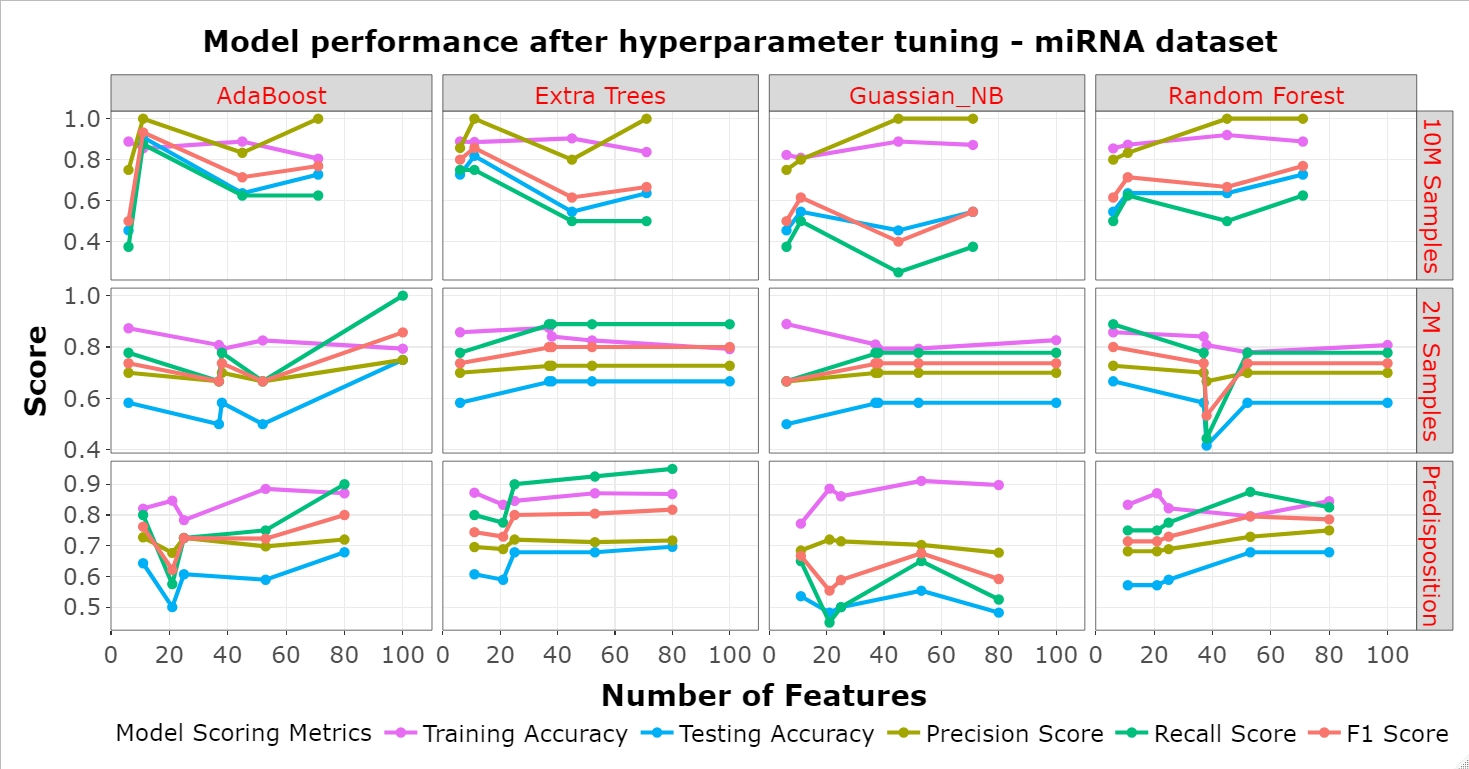 Model performance after hyperparameter tuning - miRNA dataset
AdaBoost
Extra Trees
Guassian_NB
Random Forest
1.0
0.8
0.6
0.4
10M Samples
1.0
0.8
0.6
0.4
2M Samples
0.9
0.8
0.7
0.6
0.5
Predisposition
Score
0 20 40 60 80 100
0 20 40 60 80 100
0 20 40 60 80 100
0 20 40 60 80 100
Number of Features
Model Scoring Metrics Training Accuracy Testing Accuracy Precision Score Recall Score F1 Score